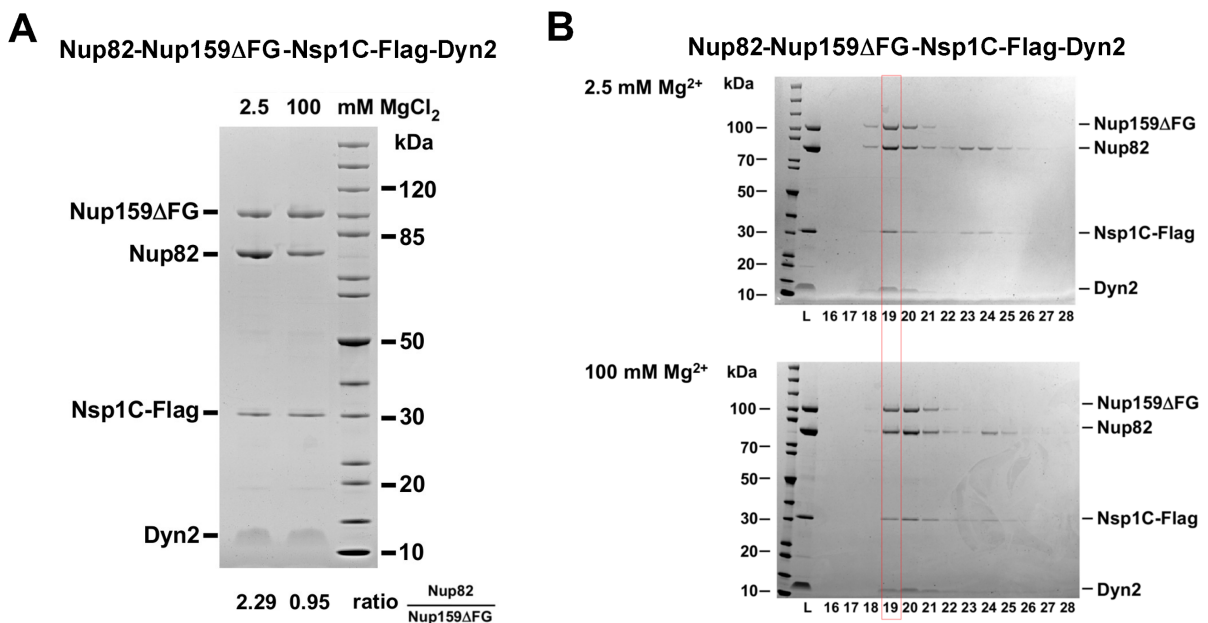 A
Nup82-Nup159ΔFG-Nsp1C-Flag-Dyn2
2.5 100 mM MgCl2
kDa
Nup159ΔFG
120
85
Nup82
50
Nsp1C-Flag
30
20
Dyn2
10
2.29 0.95 ratio Nup82
Nup159ΔFG
B
Nup82-Nup159ΔFG-Nsp1C-Flag-Dyn2
2.5 mM Mg2+ kDa
100 Nup159ΔFG
Nup82
70
50
30 Nsp1C-Flag
20
10 Dyn2
L 16 17 18 19 20 21 22 23 24 25 26 27 28
100 mM Mg2+ kDa
100 Nup159ΔFG
Nup82
70
50
30 Nsp1C-Flag
20
10 Dyn2
L 16 17 18 19 20 21 22 23 24 25 26 27 28